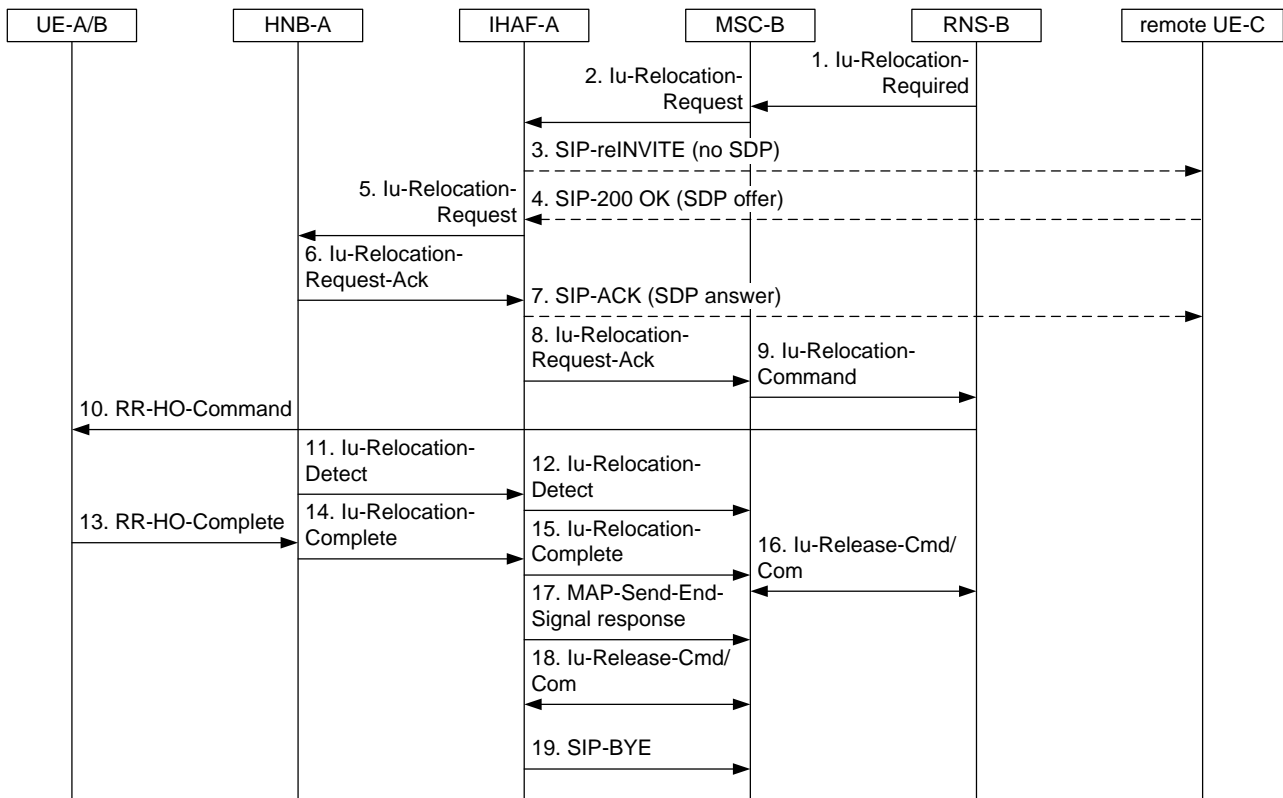 UE-A/B
HNB-A
IHAF-A
MSC-B
RNS-B
remote UE-C
1. Iu-Relocation-
Required
2. Iu-Relocation-
Request
3. SIP-reINVITE (no SDP)
4. SIP-200 OK (SDP offer)
5. Iu-Relocation-
Request
6. Iu-Relocation-
Request-Ack
7. SIP-ACK (SDP answer)
8. Iu-Relocation-
Request-Ack
9. Iu-Relocation-
Command
10. RR-HO-Command
11. Iu-Relocation-
Detect
12. Iu-Relocation-
Detect
13. RR-HO-Complete
14. Iu-Relocation-
Complete
15. Iu-Relocation-
Complete
16. Iu-Release-Cmd/
Com
17. MAP-Send-End-
Signal response
18. Iu-Release-Cmd/
Com
19. SIP-BYE